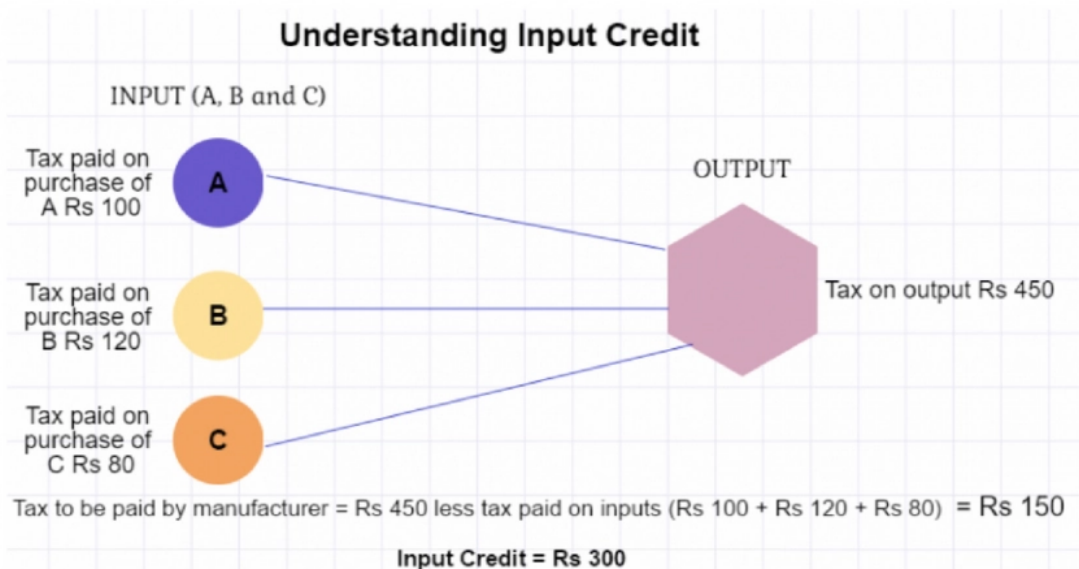 Understanding Input Credit
INPUT (A, B and C)
Tax paid on
purchase of
A Rs 100
A
OUTPUT
Tax paid on
purchase of
B Rs 120
B
Tax on output Rs 450
Tax paid on
purchase of
C Rs 80
C
Tax to be paid by manufacturer = Rs 450 less tax paid on inputs (Rs 100 + Rs 120 + Rs 80) = Rs 150
Input Credit = Rs 300